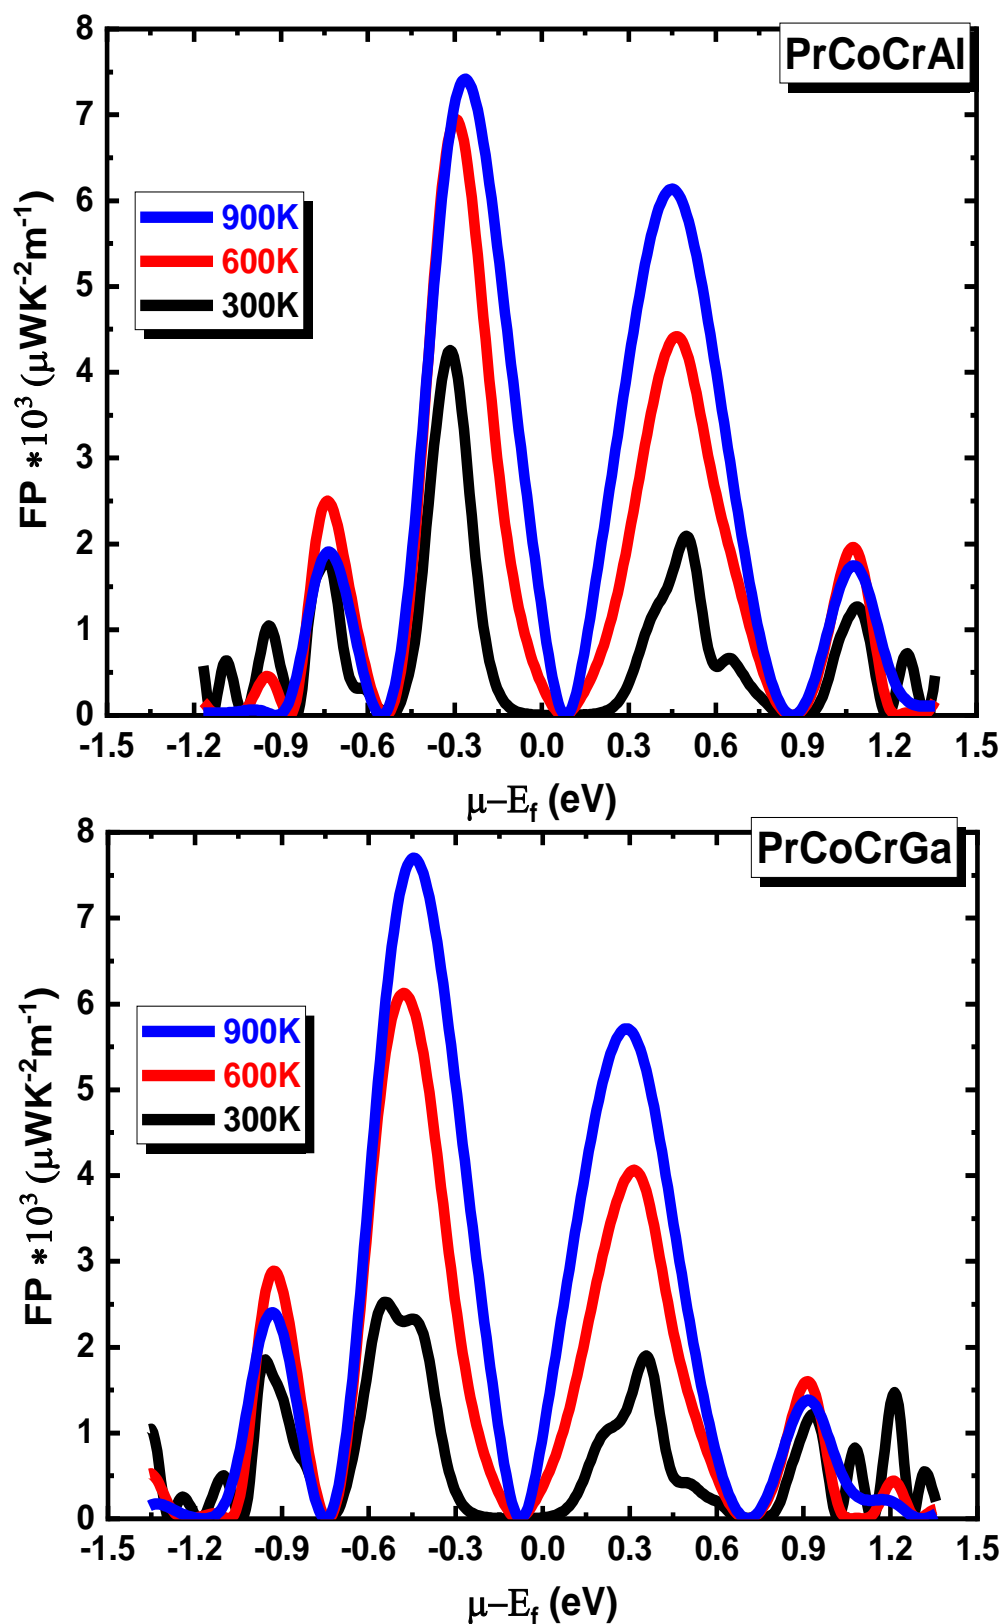 PrCoCrAl
8
7
6
5
4
3
2
1
0
FP *10³ (μWK⁻²m⁻¹)
900K
600K
300K
-1.5 -1.2 -0.9 -0.6 -0.3 0.0 0.3 0.6 0.9 1.2 1.5
μ–E_f (eV)
PrCoCrGa
8
7
6
5
4
3
2
1
0
FP *10³ (μWK⁻²m⁻¹)
900K
600K
300K
-1.5 -1.2 -0.9 -0.6 -0.3 0.0 0.3 0.6 0.9 1.2 1.5
μ–E_f (eV)